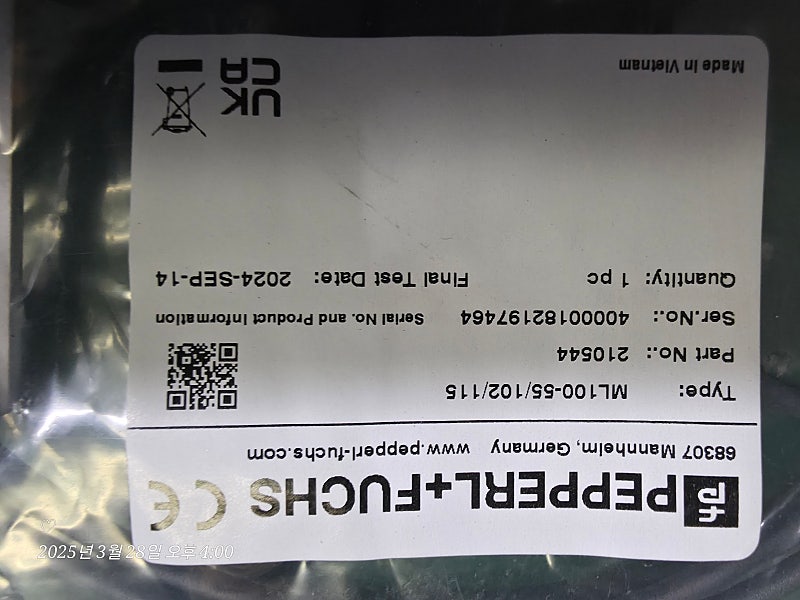 PEPPERL+FUCHS CE
68307 Mannheim, Germany www.pepperl-fuchs.com
Type: ML100-55/102/115
Part No.: 210544
Ser.No.: 40000182197464 Serial No. and Product Information
Quantity: 1 pc Final Test Date: 2024-SEP-14
UK
CA
Made in Vietnam
2025년 3월 28일 오후 4:00